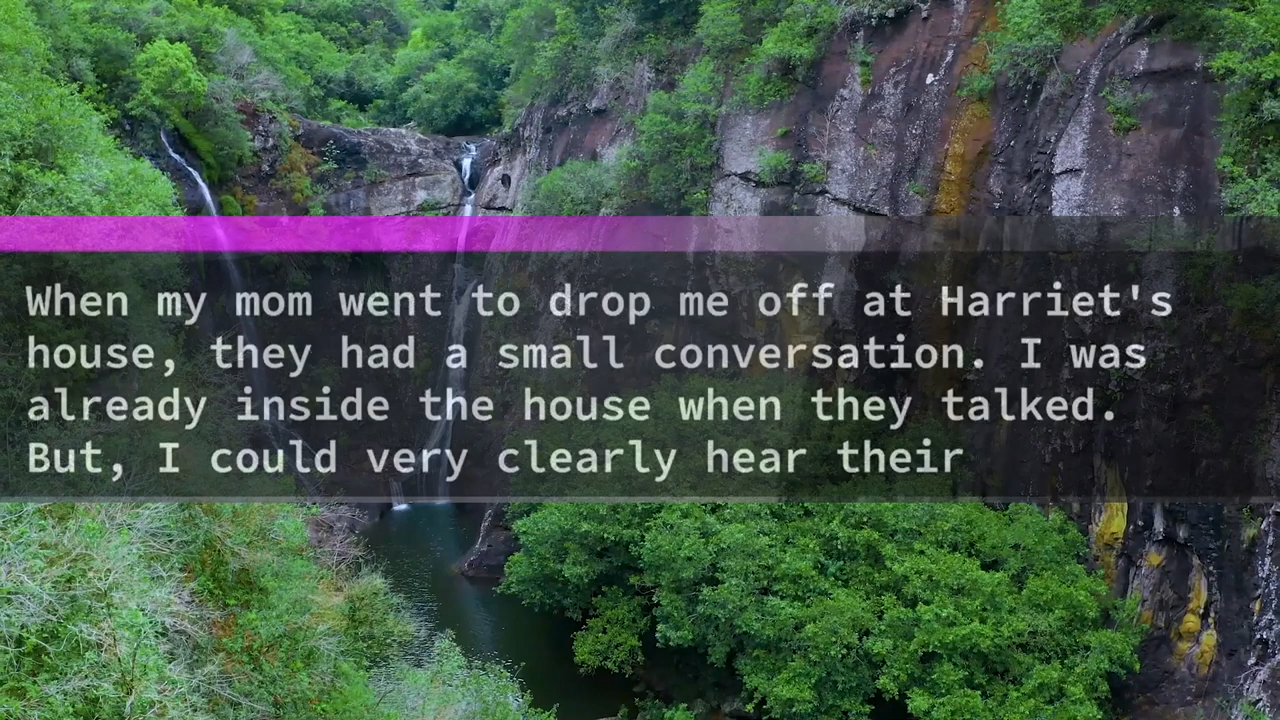 When my mom went to drop me off at Harriet's
house, they had a small conversation. I was
already inside the house when they talked.
But, I could very clearly hear their